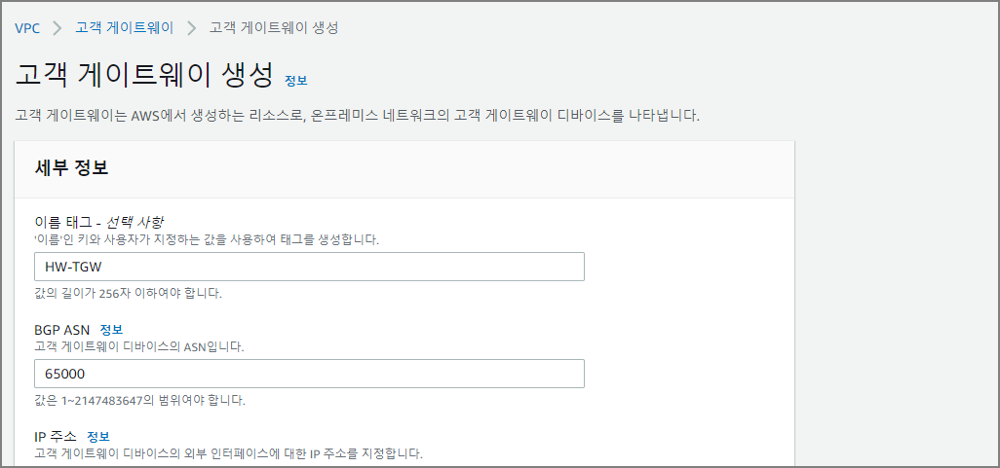 VPC > 고객 게이트웨이 > 고객 게이트웨이 생성
고객 게이트웨이 생성 정보
고객 게이트웨이는 AWS에서 생성하는 리소스로, 온프레미스 네트워크의 고객 게이트웨이 디바이스를 나타냅니다.
세부 정보
이름 태그 - 선택 사항
'이름'인 키와 사용자가 지정하는 값을 사용하여 태그를 생성합니다.
HW-TGW
값의 길이가 256자 이하여야 합니다.
BGP ASN 정보
고객 게이트웨이 디바이스의 ASN입니다.
65000
값은 1~2147483647의 범위여야 합니다.
IP 주소 정보
고객 게이트웨이 디바이스의 외부 인터페이스에 대한 IP 주소를 지정합니다.